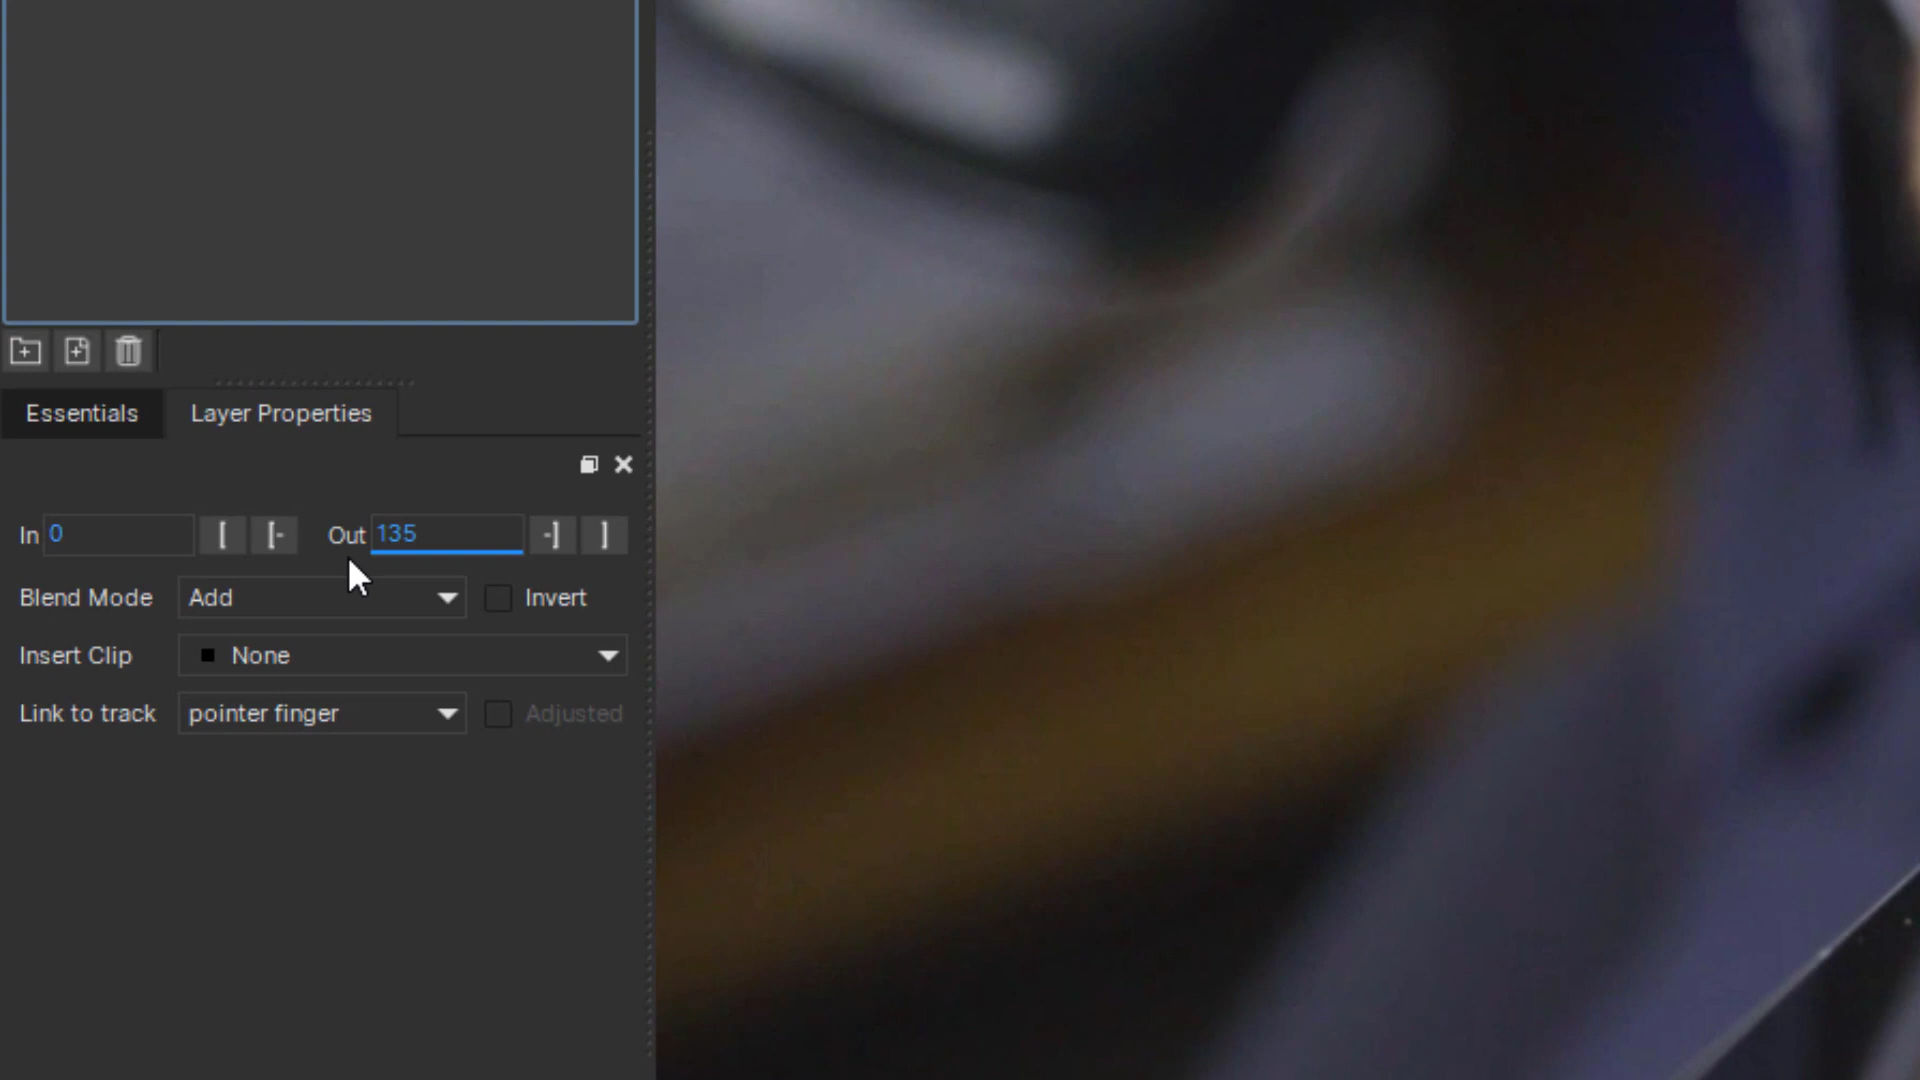 Essentials Layer Properties
In 0 [ [- Out 135 -] ]
Blend Mode Add Invert
Insert Clip None
Link to track pointer finger Adjusted